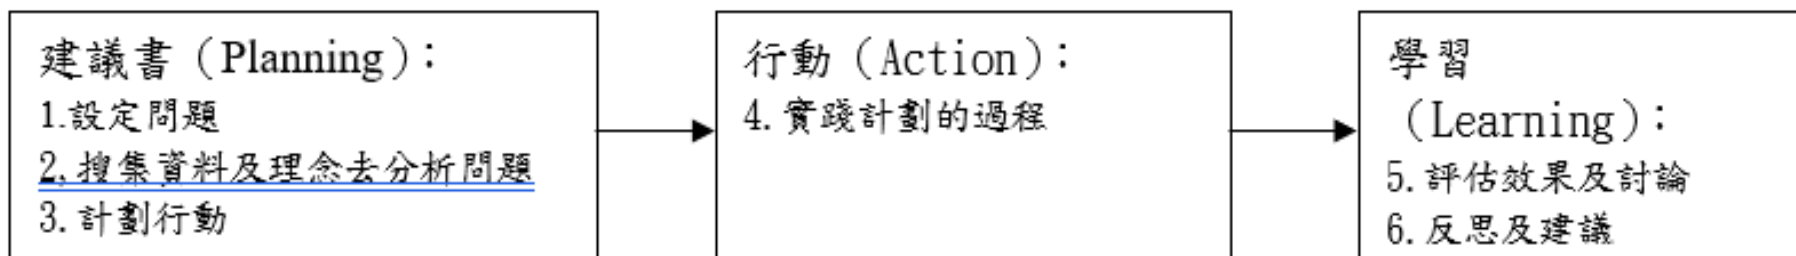 建議書（Planning）：
1.設定問題
2,搜集資料及理念去分析問題
3.計劃行動
行動（Action）：
4.實踐計劃的過程
學習
（Learning）：
5.評估效果及討論
6.反思及建議